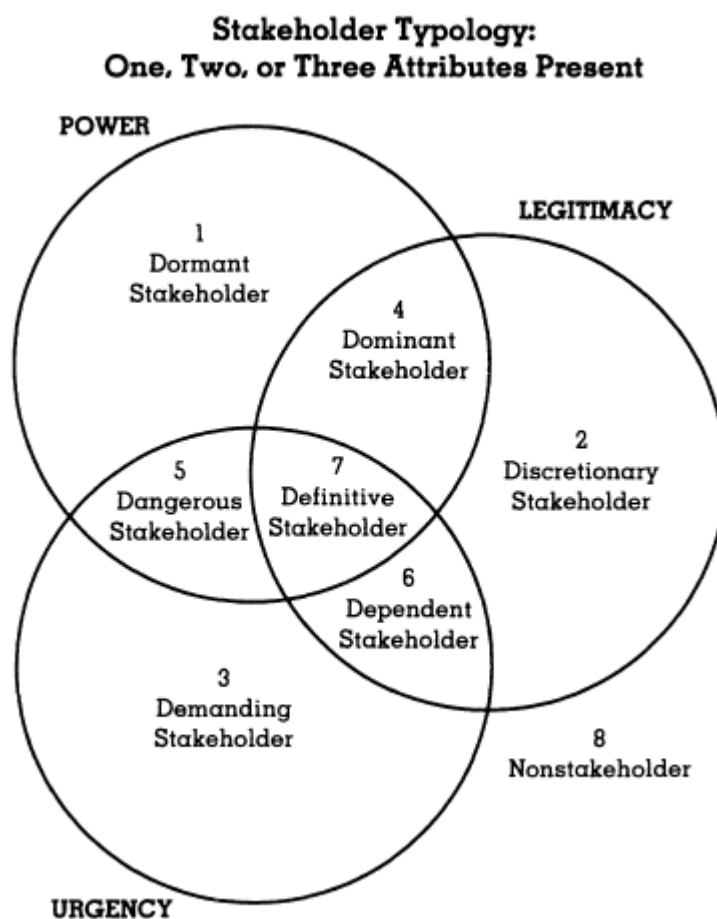 Stakeholder Typology:
One, Two, or Three Attributes Present
POWER
LEGITIMACY
1
Dormant
Stakeholder
4
Dominant
Stakeholder
2
Discretionary
Stakeholder
5
Dangerous
Stakeholder
7
Definitive
Stakeholder
6
Dependent
Stakeholder
3
Demanding
Stakeholder
8
Nonstakeholder
URGENCY